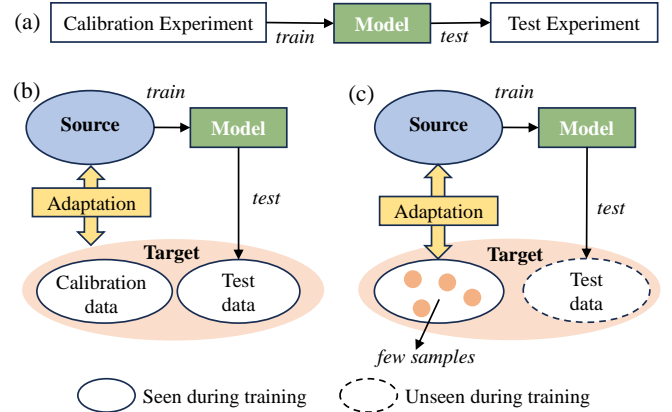 (a) Calibration Experiment train Model test Test Experiment
(b)
train
Source Model
Adaptation
test
Target
Calibration data
Test data
(c)
train
Source Model
Adaptation
test
Target
Test data
few samples
Seen during training Unseen during training